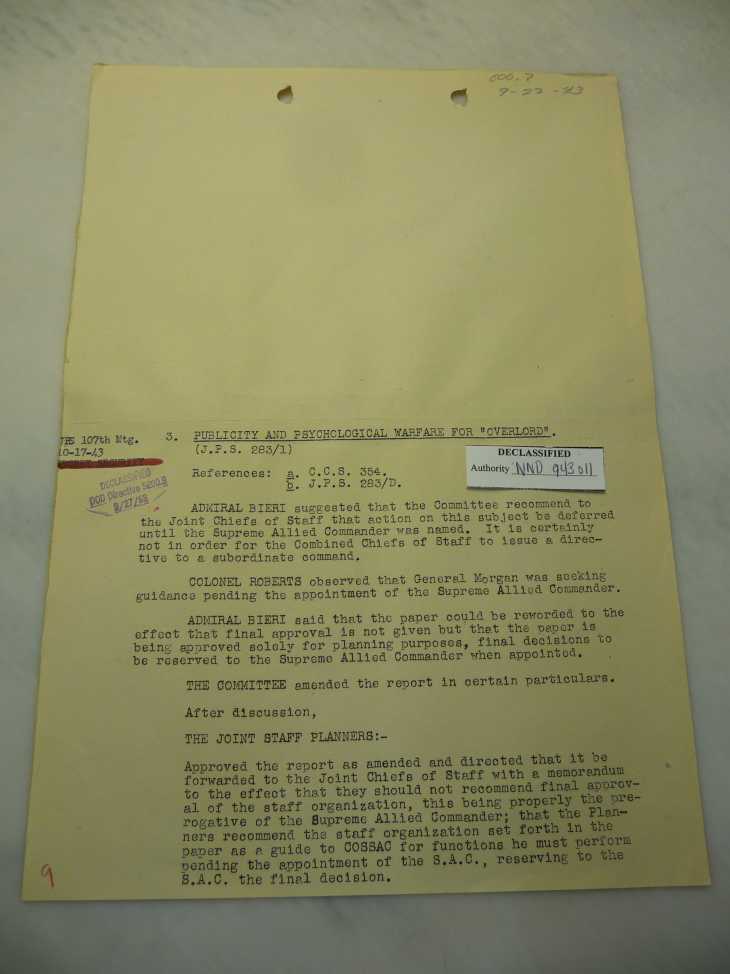 000.7
9-22-43
JPS 107th Mtg.
10-17-43
DECLASSIFIED
DOD Directive 5200.9
9/27/58
3. PUBLICITY AND PSYCHOLOGICAL WARFARE FOR "OVERLORD".
(J.P.S. 283/1)
DECLASSIFIED
Authority NND 943011
References: a. C.C.S. 354.
b. J.P.S. 283/D.
ADMIRAL BIERI suggested that the Committee recommend to
the Joint Chiefs of Staff that action on this subject be deferred
until the Supreme Allied Commander was named. It is certainly
not in order for the Combined Chiefs of Staff to issue a direc-
tive to a subordinate command.
COLONEL ROBERTS observed that General Morgan was seeking
guidance pending the appointment of the Supreme Allied Commander.
ADMIRAL BIERI said that the paper could be reworded to the
effect that final approval is not given but that the paper is
being approved solely for planning purposes, final decisions to
be reserved to the Supreme Allied Commander when appointed.
THE COMMITTEE amended the report in certain particulars.
After discussion,
THE JOINT STAFF PLANNERS:-
Approved the report as amended and directed that it be
forwarded to the Joint Chiefs of Staff with a memorandum
to the effect that they should not recommend final approv-
al of the staff organization, this being properly the pre-
rogative of the Supreme Allied Commander; that the Plan-
ners recommend the staff organization set forth in the
paper as a guide to COSSAC for functions he must perform
pending the appointment of the S.A.C., reserving to the
S.A.C. the final decision.
9